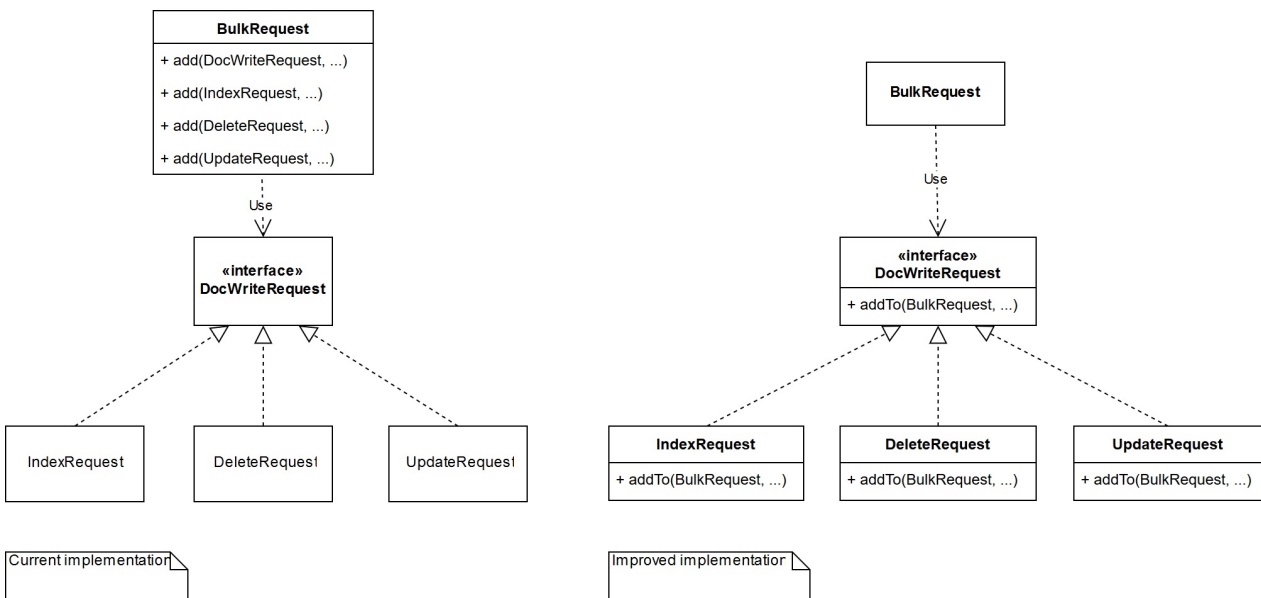 BulkRequest
+ add(DocWriteRequest, ...)
+ add(IndexRequest, ...)
+ add(DeleteRequest, ...)
+ add(UpdateRequest, ...)
Use
«interface»
DocWriteRequest
IndexRequest
DeleteRequest
UpdateRequest
Current implementation
BulkRequest
Use
«interface»
DocWriteRequest
+ addTo(BulkRequest, ...)
IndexRequest
+ addTo(BulkRequest, ...)
DeleteRequest
+ addTo(BulkRequest, ...)
UpdateRequest
+ addTo(BulkRequest, ...)
Improved implementation